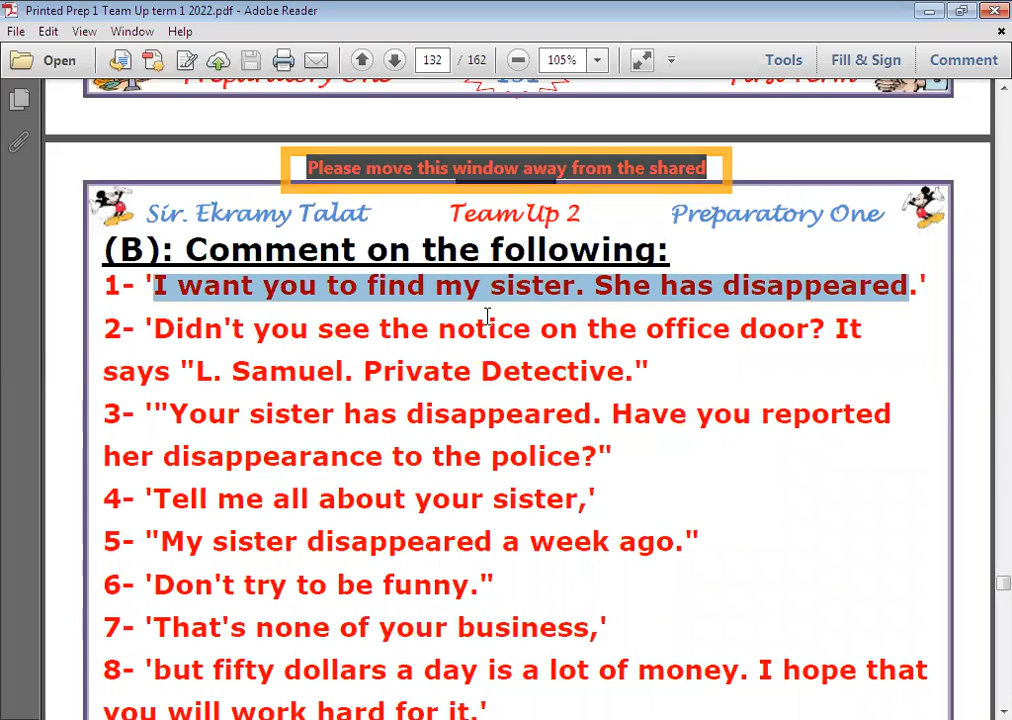 Printed Prep 1 Team Up term 1 2022.pdf - Adobe Reader
File Edit View Window Help
Open 132 / 162 105% Tools Fill & Sign Comment
Preparatory One 131 First Term
Please move this window away from the shared
Sir. Ekramy Talat Team Up 2 Preparatory One
(B): Comment on the following:
1- 'I want you to find my sister. She has disappeared.'
2- 'Didn't you see the notice on the office door? It
says "L. Samuel. Private Detective."
3- '"Your sister has disappeared. Have you reported
her disappearance to the police?"
4- 'Tell me all about your sister,'
5- "My sister disappeared a week ago."
6- 'Don't try to be funny."
7- 'That's none of your business,'
8- 'but fifty dollars a day is a lot of money. I hope that
you will work hard for it.'